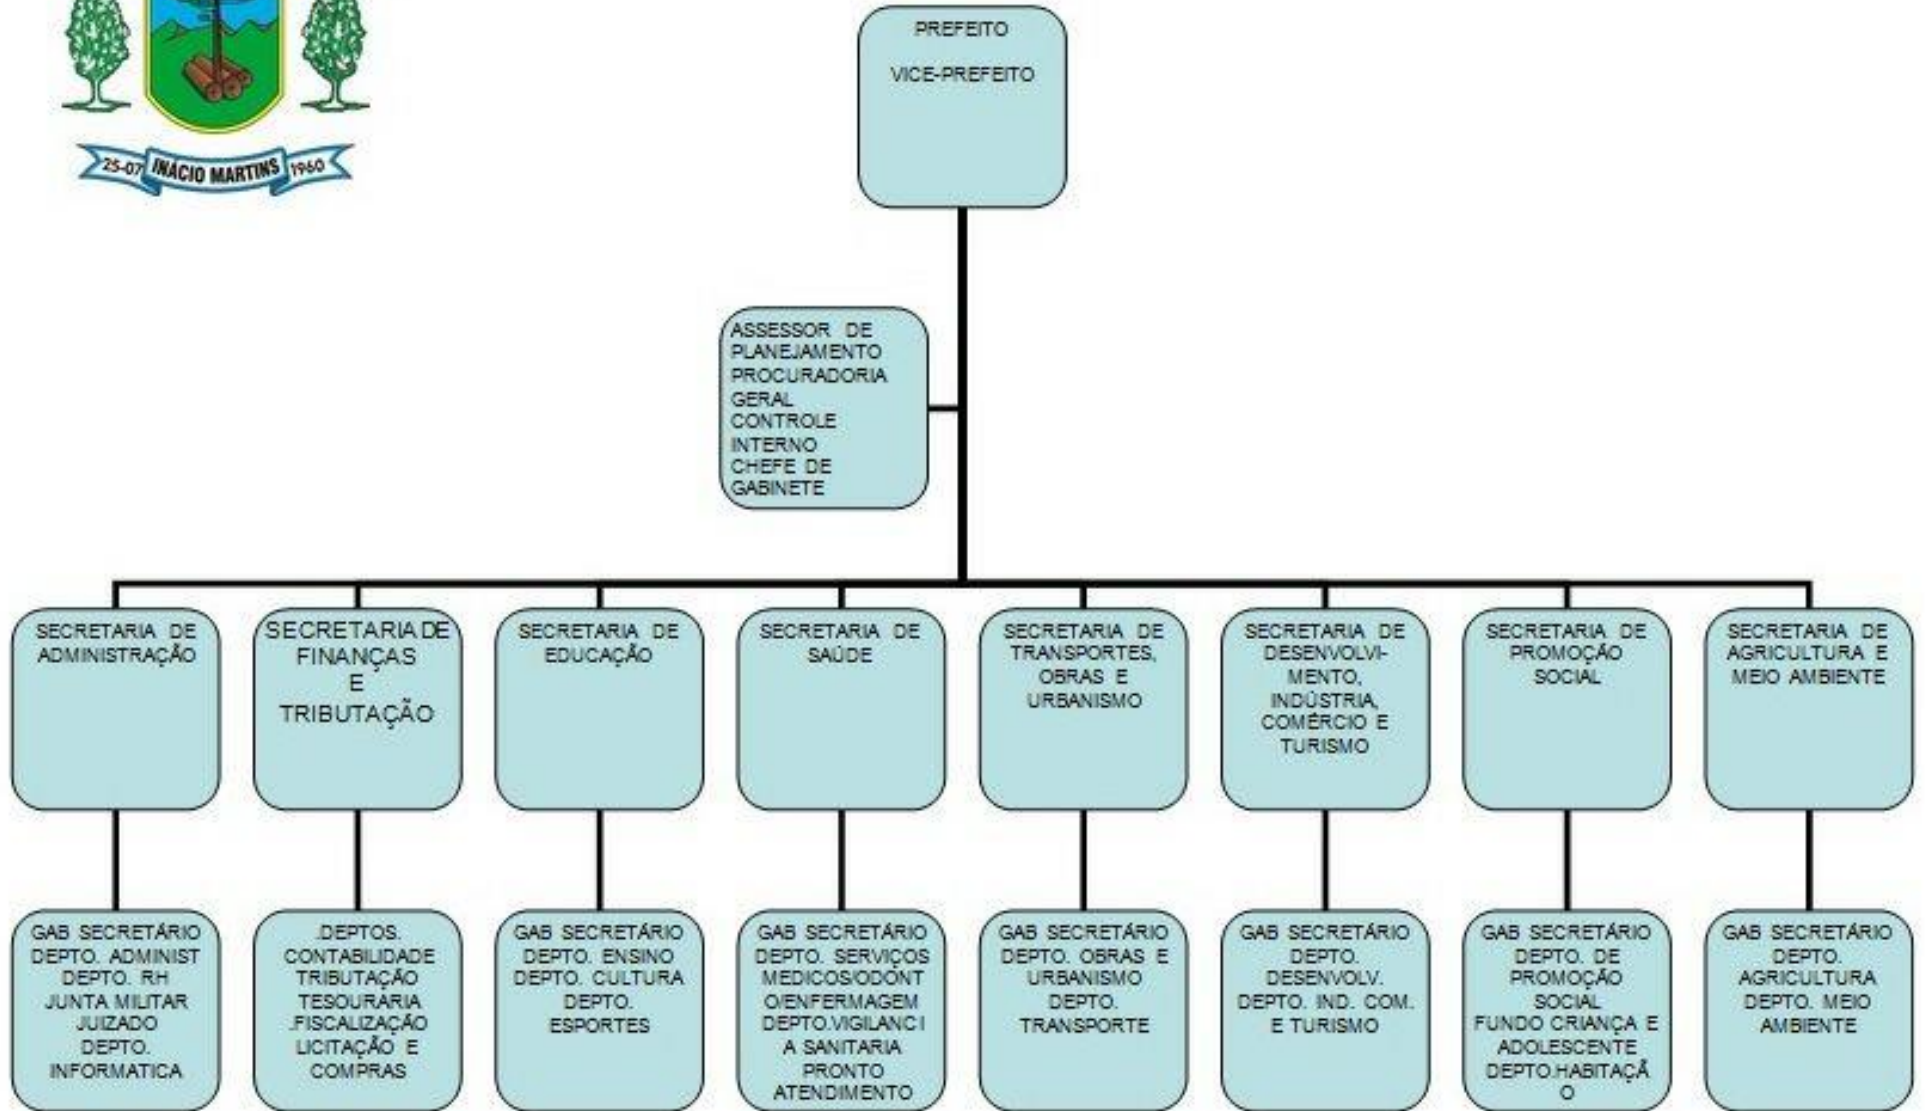 25-07 INÁCIO MARTINS 1960
PREFEITO
VICE-PREFEITO
ASSESSOR DE
PLANEJAMENTO
PROCURADORIA
GERAL
CONTROLE
INTERNO
CHEFE DE
GABINETE
SECRETARIA DE
ADMINISTRAÇÃO
SECRETARIA DE
FINANÇAS
E
TRIBUTAÇÃO
SECRETARIA DE
EDUCAÇÃO
SECRETARIA DE
SAÚDE
SECRETARIA DE
TRANSPORTES,
OBRAS E
URBANISMO
SECRETARIA DE
DESENVOLVI-
MENTO,
INDÚSTRIA,
COMÉRCIO E
TURISMO
SECRETARIA DE
PROMOÇÃO
SOCIAL
SECRETARIA DE
AGRICULTURA E
MEIO AMBIENTE
GAB SECRETÁRIO
DEPTO. ADMINIST
DEPTO. RH
JUNTA MILITAR
JUIZADO
DEPTO.
INFORMATICA
.DEPTOS.
CONTABILIDADE
TRIBUTAÇÃO
TESOURARIA
.FISCALIZAÇÃO
LICITAÇÃO E
COMPRAS
GAB SECRETÁRIO
DEPTO. ENSINO
DEPTO. CULTURA
DEPTO.
ESPORTES
GAB SECRETÁRIO
DEPTO. SERVIÇOS
MEDICOS/ODONT
O/ENFERMAGEM
DEPTO.VIGILANCI
A SANITARIA
PRONTO
ATENDIMENTO
GAB SECRETÁRIO
DEPTO. OBRAS E
URBANISMO
DEPTO.
TRANSPORTE
GAB SECRETÁRIO
DEPTO.
DESENVOLV.
DEPTO. IND. COM.
E TURISMO
GAB SECRETÁRIO
DEPTO. DE
PROMOÇÃO
SOCIAL
FUNDO CRIANÇA E
ADOLESCENTE
DEPTO.HABITAÇÃ
O
GAB SECRETÁRIO
DEPTO.
AGRICULTURA
DEPTO. MEIO
AMBIENTE